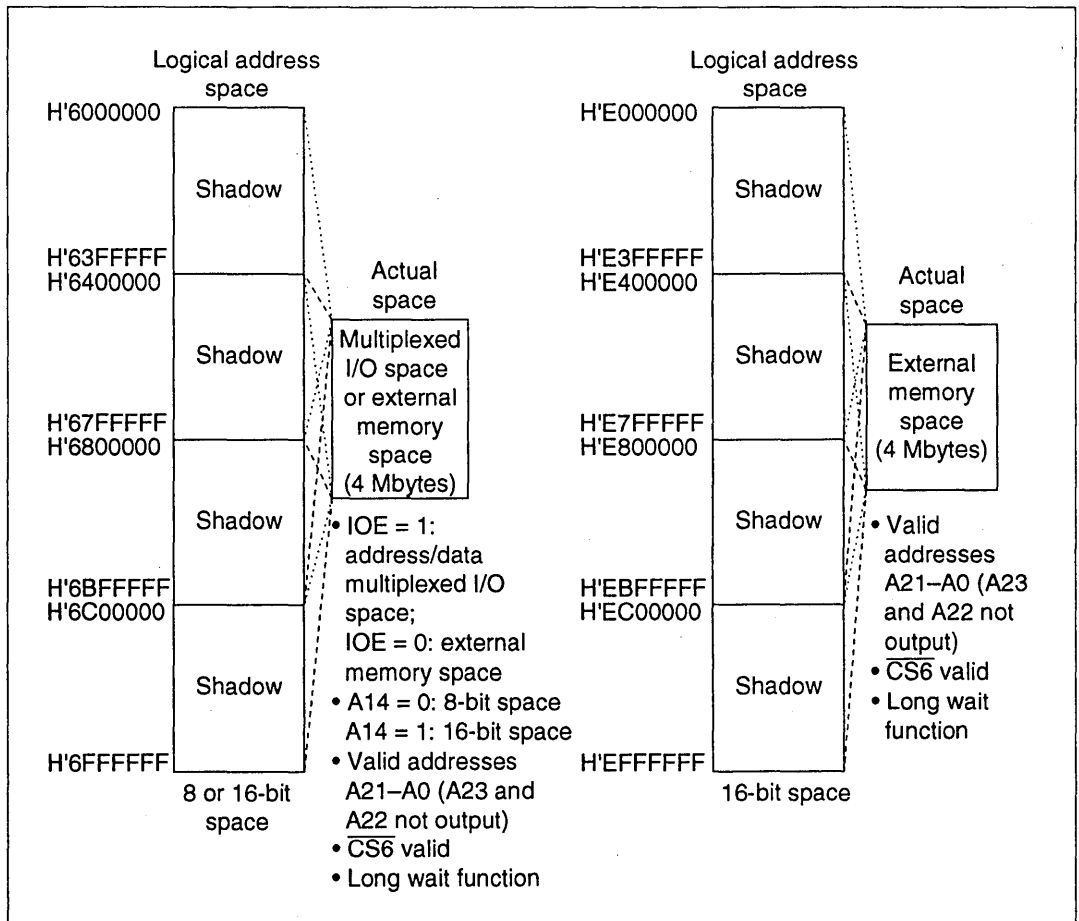 Logical address
space
H'6000000
Shadow
H'63FFFFF
H'6400000
Shadow
H'67FFFFF
H'6800000
Shadow
H'6BFFFFF
H'6C00000
Shadow
H'6FFFFFF
8 or 16-bit
space
Actual
space
Multiplexed
I/O space
or external
memory
space
(4 Mbytes)
• IOE = 1:
address/data
multiplexed I/O
space;
IOE = 0: external
memory space
• A14 = 0: 8-bit space
A14 = 1: 16-bit space
• Valid addresses
A21–A0 (A23 and
A22 not output)
• C̅S̅6̅ valid
• Long wait function
Logical address
space
H'E000000
Shadow
H'E3FFFFF
H'E400000
Shadow
H'E7FFFFF
H'E800000
Shadow
H'EBFFFFF
H'EC00000
Shadow
H'EFFFFFF
16-bit space
Actual
space
External
memory
space
(4 Mbytes)
• Valid
addresses
A21–A0 (A23
and A22 not
output)
• C̅S̅6̅ valid
• Long wait
function